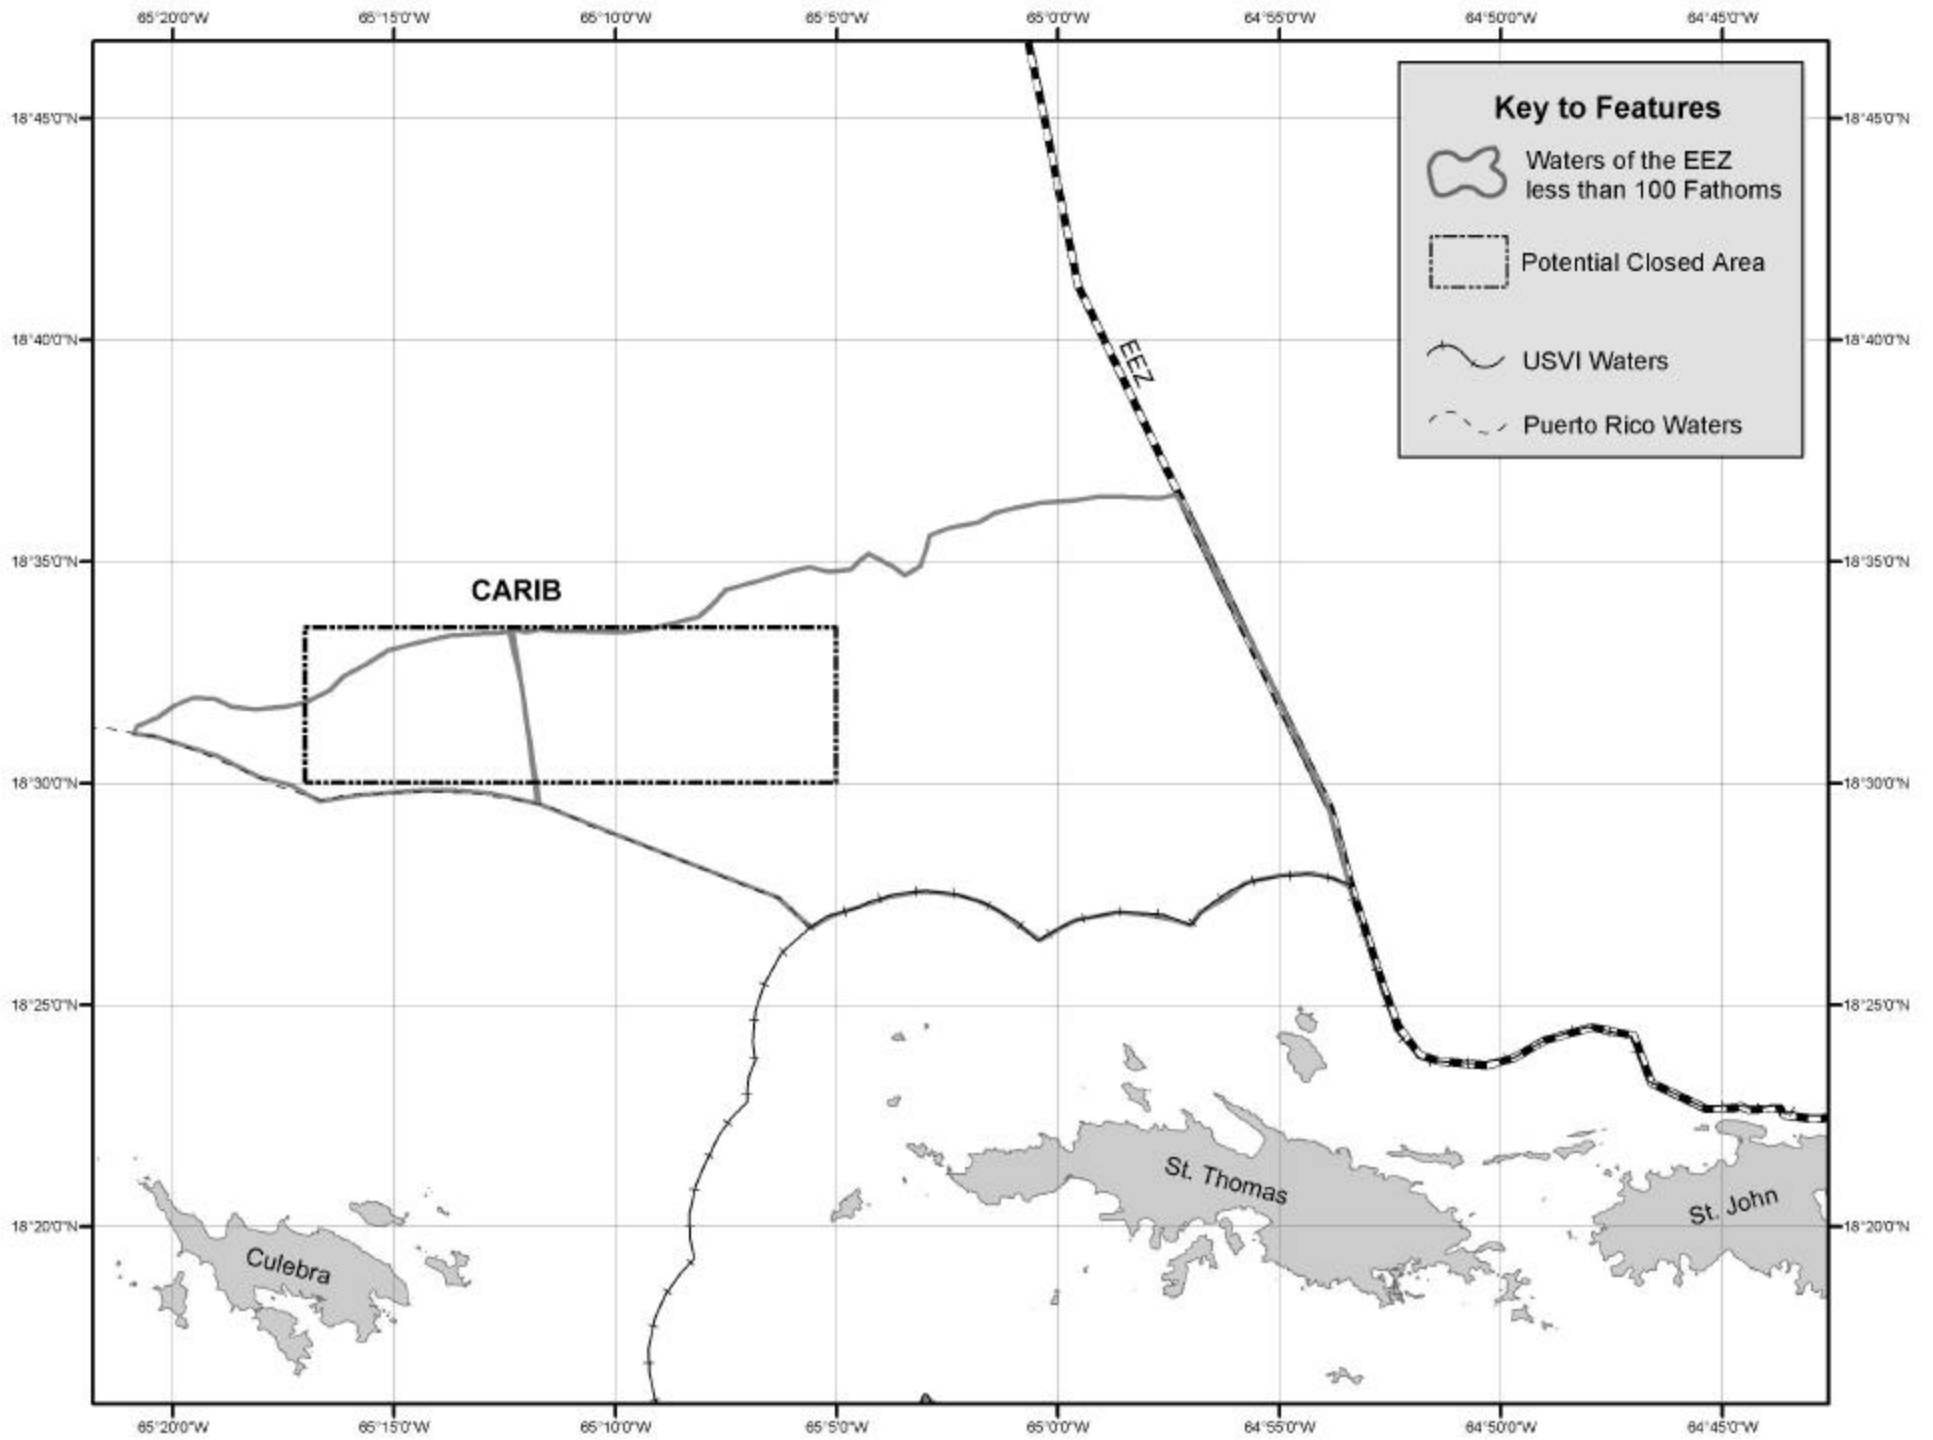 65°20'0"W 65°15'0"W 65°10'0"W 65°5'0"W 65°0'0"W 64°55'0"W 64°50'0"W 64°45'0"W
Key to Features
18°45'0"N 18°45'0"N
Waters of the EEZ
less than 100 Fathoms
Potential Closed Area
18°40'0"N 18°40'0"N
EEZ
USVI Waters
Puerto Rico Waters
18°35'0"N 18°35'0"N
CARIB
18°30'0"N 18°30'0"N
18°25'0"N 18°25'0"N
St. Thomas
St. John
18°20'0"N 18°20'0"N
Culebra
65°20'0"W 65°15'0"W 65°10'0"W 65°5'0"W 65°0'0"W 64°55'0"W 64°50'0"W 64°45'0"W